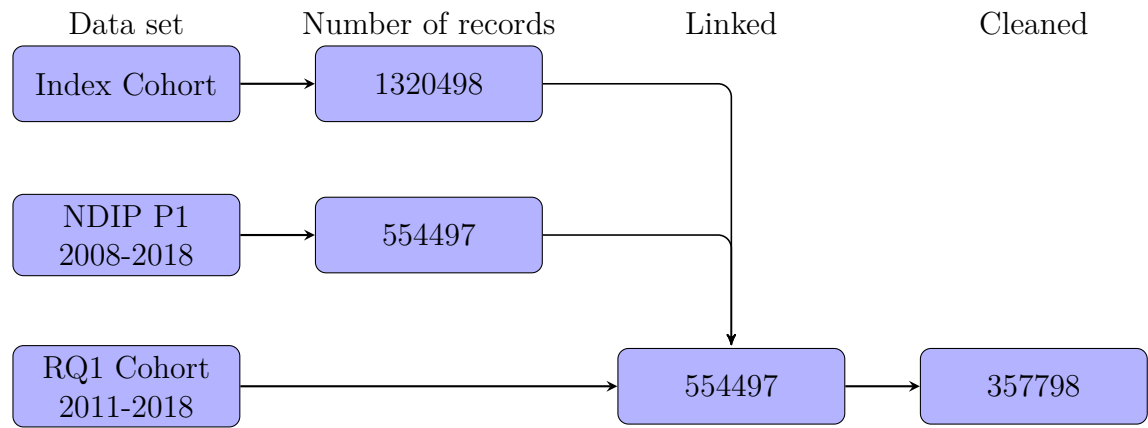 Data set Number of records Linked Cleaned
Index Cohort 1320498
NDIP P1
2008-2018
554497
RQ1 Cohort
2011-2018
554497 357798